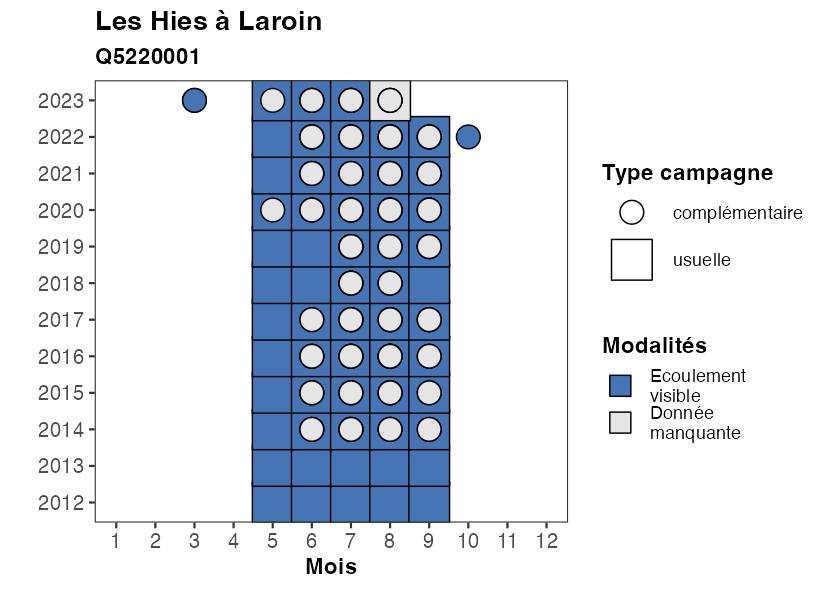 Les Hies à Laroin
Q5220001
2023
2022
2021
2020
2019
2018
2017
2016
2015
2014
2013
2012
1 2 3 4 5 6 7 8 9 10 11 12
Mois
Type campagne
complémentaire
usuelle
Modalités
Ecoulement
visible
Donnée
manquante